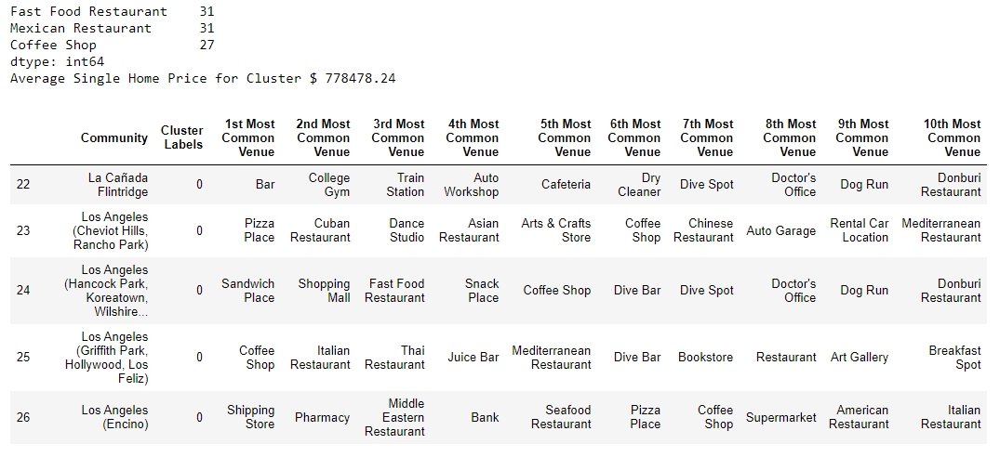 Fast Food Restaurant 31
Mexican Restaurant 31
Coffee Shop 27
dtype: int64
Average Single Home Price for Cluster $ 778478.24
Community Cluster Labels 1st Most Common Venue 2nd Most Common Venue 3rd Most Common Venue 4th Most Common Venue 5th Most Common Venue 6th Most Common Venue 7th Most Common Venue 8th Most Common Venue 9th Most Common Venue 10th Most Common Venue
22 La Cañada Flintridge 0 Bar College Gym Train Station Auto Workshop Cafeteria Dry Cleaner Dive Spot Doctor's Office Dog Run Donburi Restaurant
23 Los Angeles (Cheviot Hills, Rancho Park) 0 Pizza Place Cuban Restaurant Dance Studio Asian Restaurant Arts & Crafts Store Coffee Shop Chinese Restaurant Auto Garage Rental Car Location Mediterranean Restaurant
24 Los Angeles (Hancock Park, Koreatown, Wilshire... 0 Sandwich Place Shopping Mall Fast Food Restaurant Snack Place Coffee Shop Dive Bar Dive Spot Doctor's Office Dog Run Donburi Restaurant
25 Los Angeles (Griffith Park, Hollywood, Los Feliz) 0 Coffee Shop Italian Restaurant Thai Restaurant Juice Bar Mediterranean Restaurant Dive Bar Bookstore Restaurant Art Gallery Breakfast Spot
26 Los Angeles (Encino) 0 Shipping Store Pharmacy Middle Eastern Restaurant Bank Seafood Restaurant Pizza Place Coffee Shop Supermarket American Restaurant Italian Restaurant